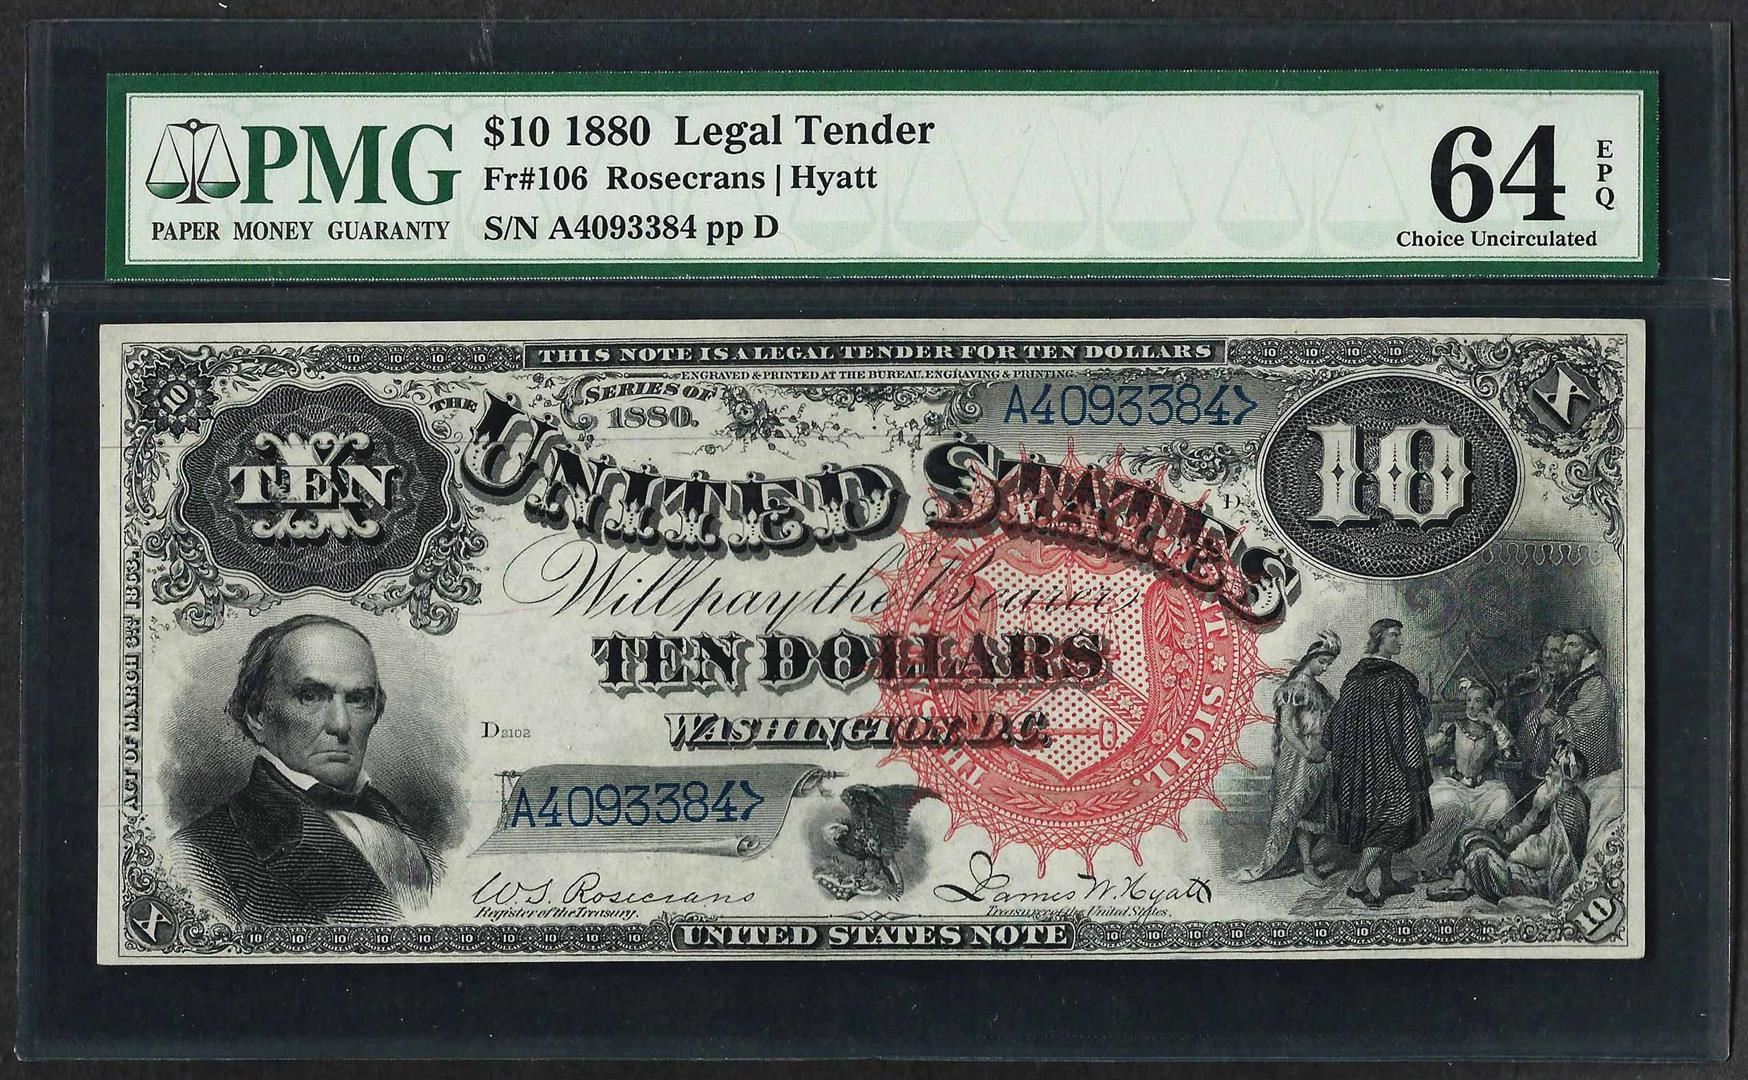 PMG
PAPER MONEY GUARANTY
$10 1880 Legal Tender
Fr#106 Rosecrans | Hyatt
S/N A4093384 pp D
64
EPQ
Choice Uncirculated
THIS NOTE IS A LEGAL TENDER FOR TEN DOLLARS
ENGRAVED & PRINTED AT THE BUREAU, ENGRAVING & PRINTING.
SERIES OF
1880.
A4093384
10
X
X
TEN
10
THE
UNITED STATES
D
Will pay the Bearer
TEN DOLLARS
WASHINGTON, D.C.
D2102
A4093384
ACT OF MARCH 3RD 1863.
W. S. Rosecrans
Register of the Treasury.
James W. Hyatt
Treasurer of the United States.
X
UNITED STATES NOTE
10